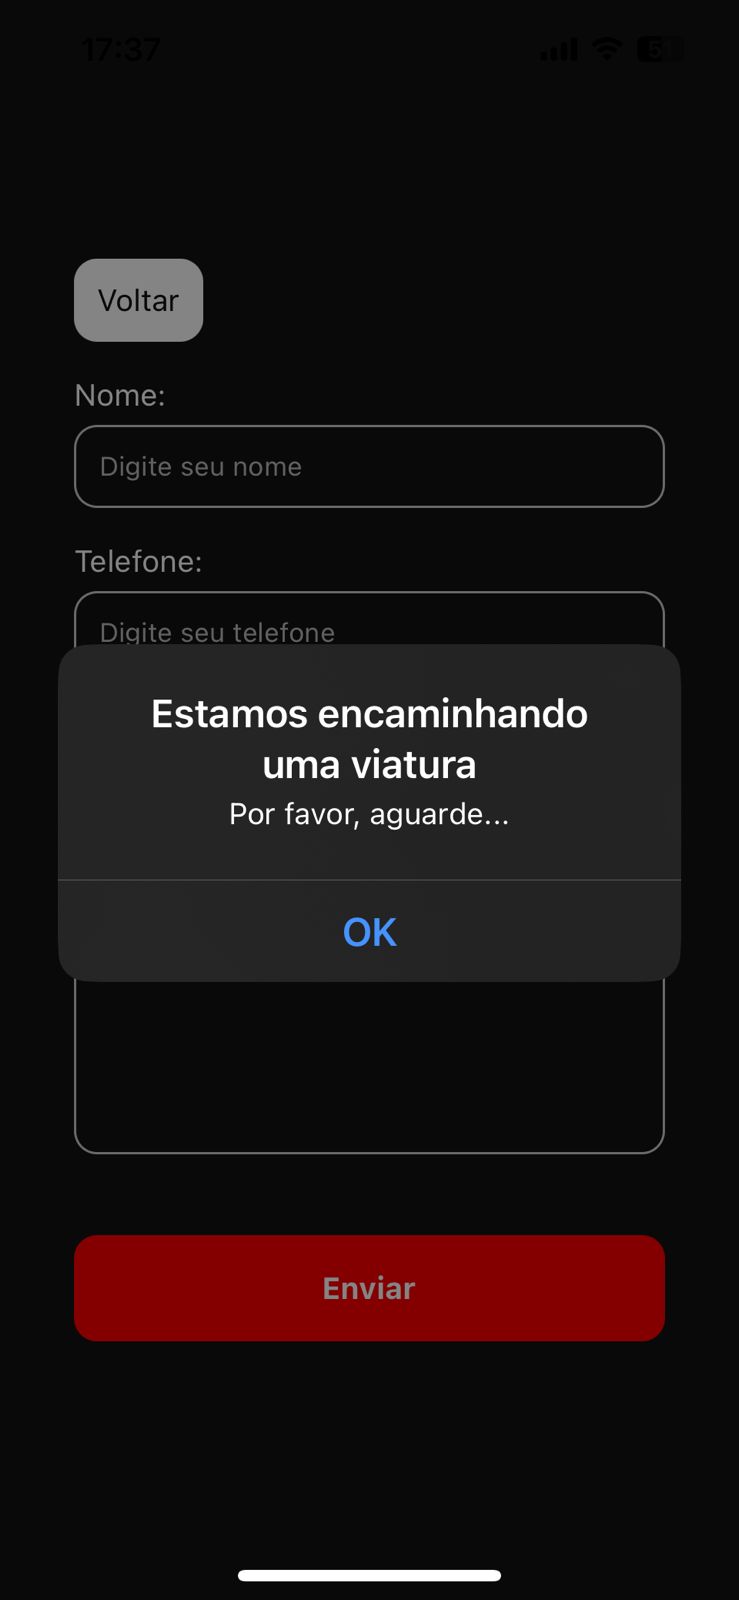 17:37
51
Voltar
Nome:
Digite seu nome
Telefone:
Digite seu telefone
Estamos encaminhando
uma viatura
Por favor, aguarde...
OK
Enviar